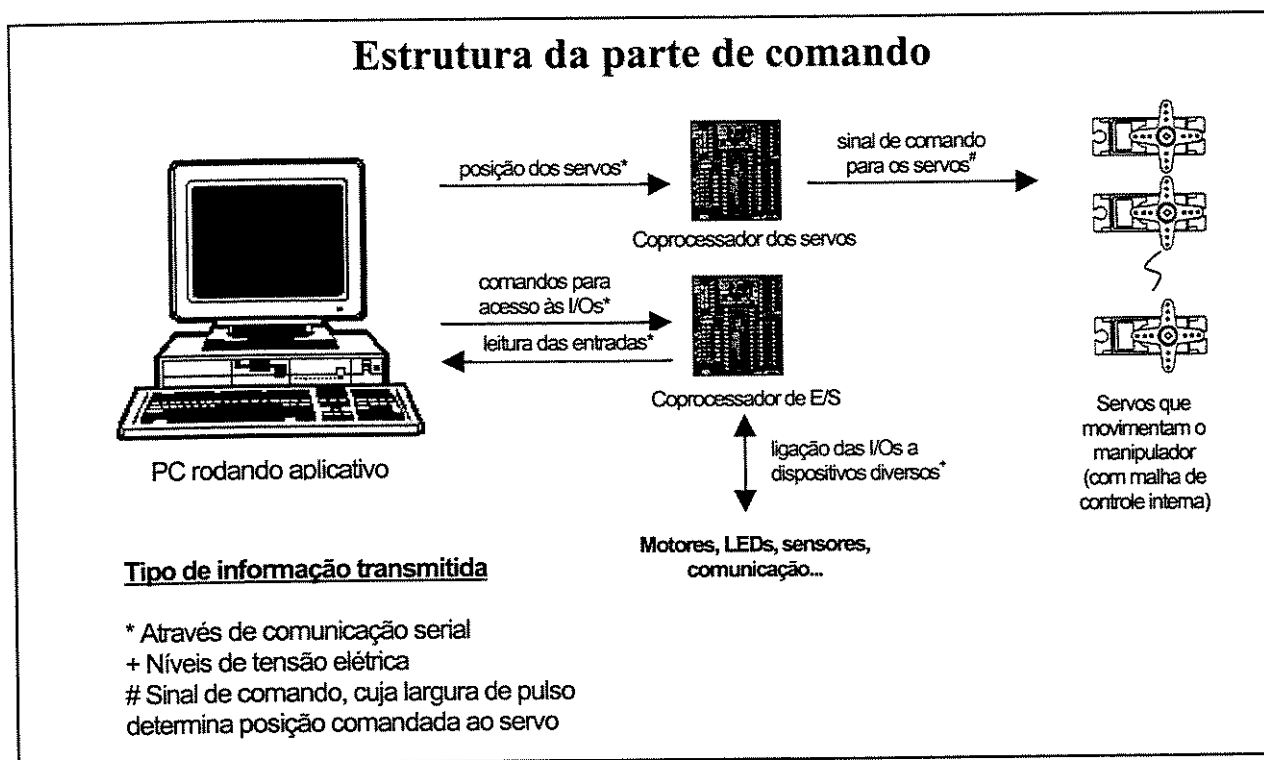 Estrutura da parte de comando
posição dos servos*
sinal de comando
para os servos#
Coprocessador dos servos
comandos para
acesso às I/Os*
leitura das entradas*
Coprocessador de E/S
PC rodando aplicativo
ligação das I/Os a
dispositivos diversos+
Servos que
movimentam o
manipulador
(com malha de
controle interna)
Motores, LEDs, sensores,
comunicação...
Tipo de informação transmitida
* Através de comunicação serial
+ Níveis de tensão elétrica
# Sinal de comando, cuja largura de pulso
determina posição comandada ao servo